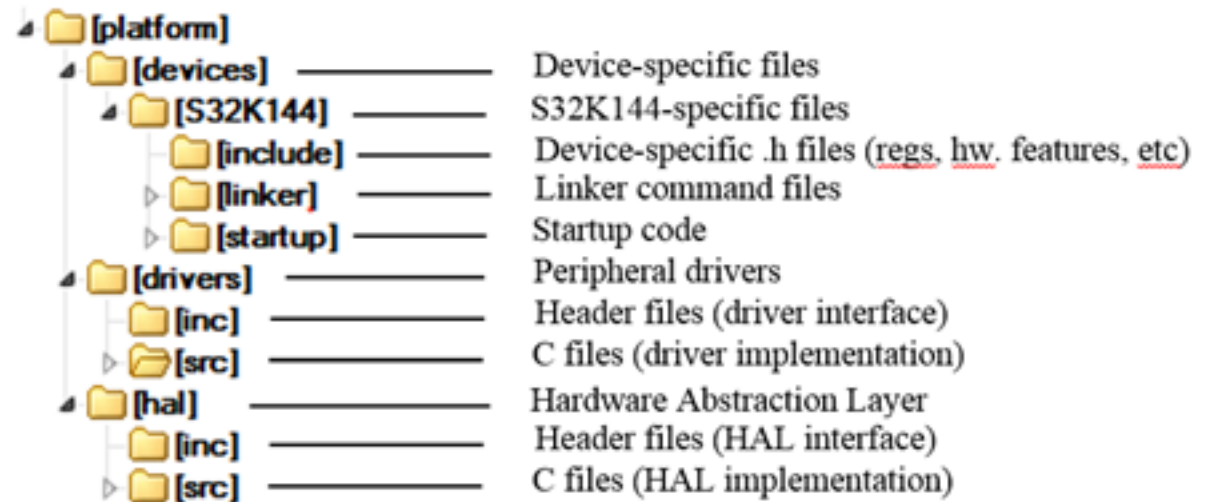 [platform]
[devices] Device-specific files
[S32K144] S32K144-specific files
[include] Device-specific .h files (regs, hw. features, etc)
[linker] Linker command files
[startup] Startup code
[drivers] Peripheral drivers
[inc] Header files (driver interface)
[src] C files (driver implementation)
[hal] Hardware Abstraction Layer
[inc] Header files (HAL interface)
[src] C files (HAL implementation)